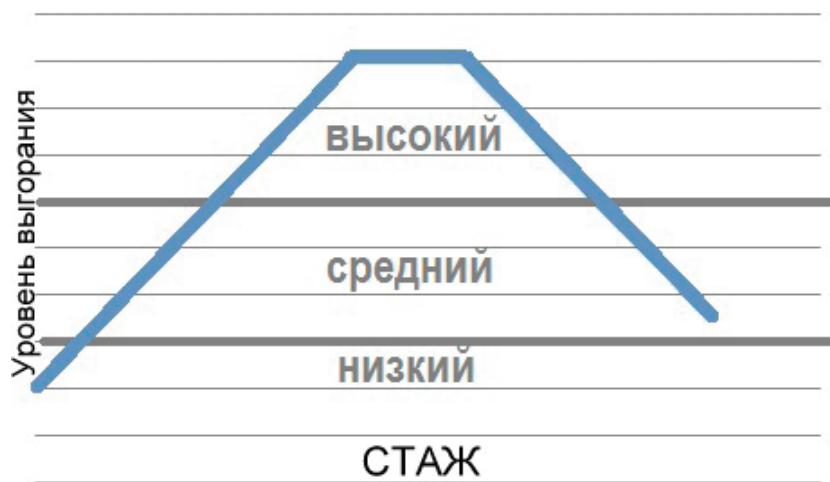 Уровень выгорания
высокий
средний
низкий
СТАЖ